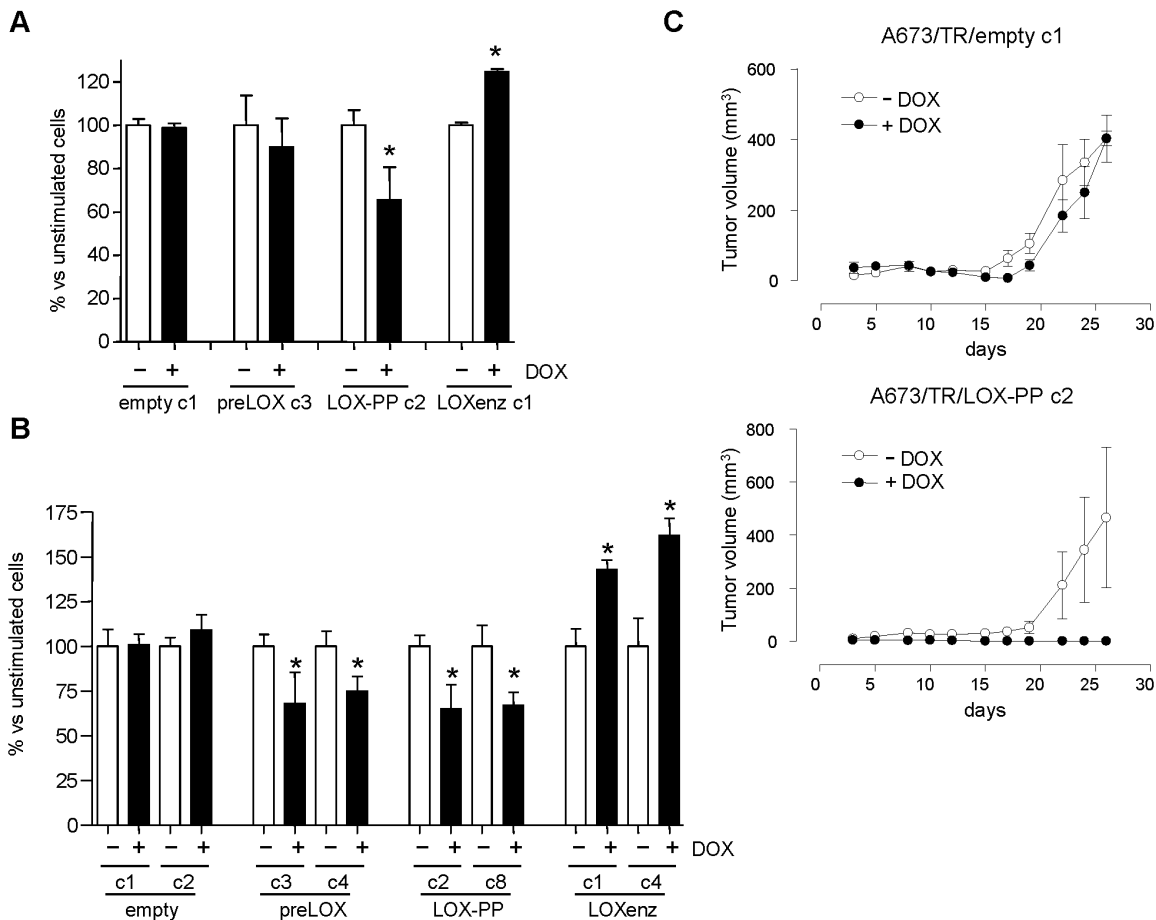 A
% vs unstimulated cells
120
100
80
60
40
20
0
*
*
− + − + − + − + DOX
empty c1 preLOX c3 LOX-PP c2 LOXenz c1
B
% vs unstimulated cells
175
150
125
100
75
50
25
0
* * * * * *
− + − + − + − + − + − + − + − + DOX
c1 c2 c3 c4 c2 c8 c1 c4
empty preLOX LOX-PP LOXenz
C
A673/TR/empty c1
Tumor volume (mm³)
600
400
200
0
− DOX
+ DOX
0 5 10 15 20 25 30
days
A673/TR/LOX-PP c2
Tumor volume (mm³)
800
600
400
200
0
− DOX
+ DOX
0 5 10 15 20 25 30
days